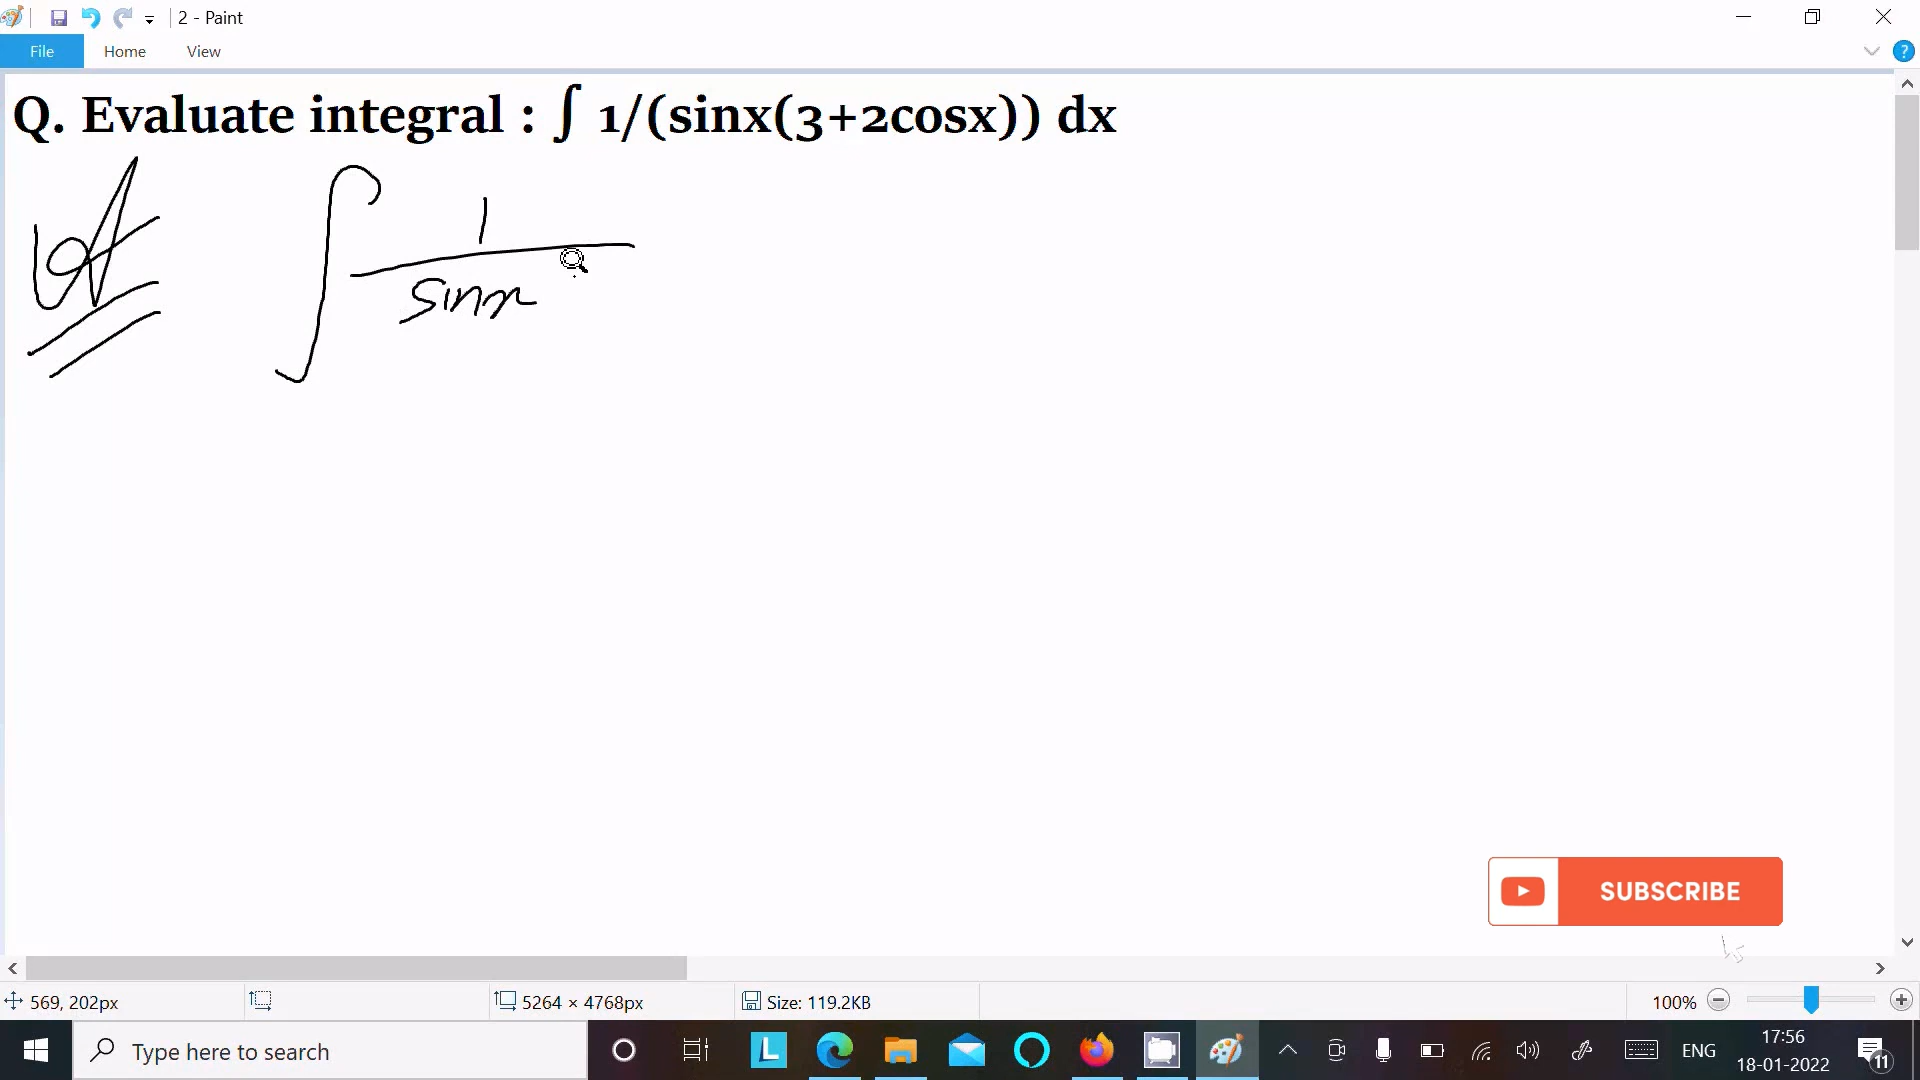 2 - Paint
File Home View
Q. Evaluate integral : ∫ 1/(sinx(3+2cosx)) dx
∫ 1
sinx
SUBSCRIBE
569, 202px 5264 × 4768px Size: 119.2KB 100%
Type here to search
L
ENG
17:56
18-01-2022
11